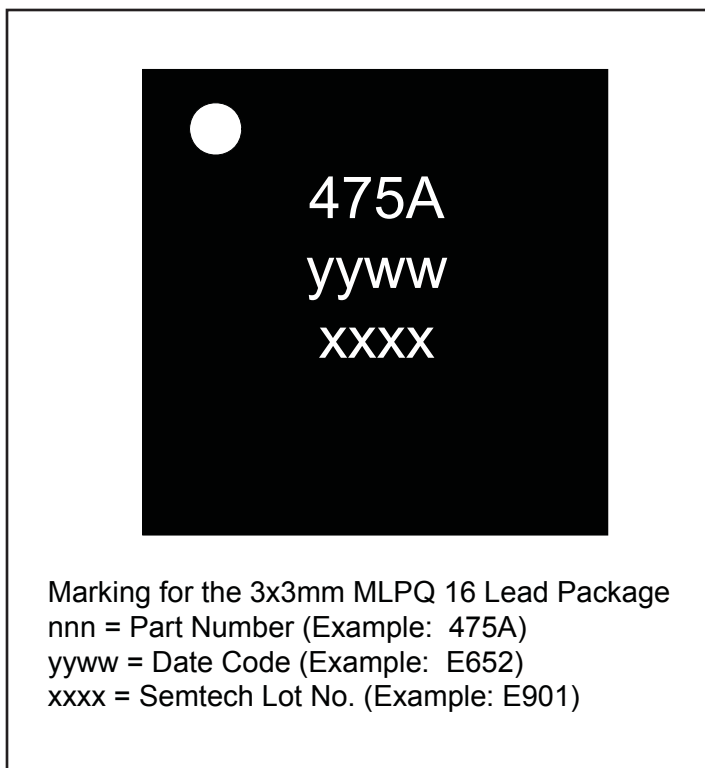 475A
yyww
xxxx
Marking for the 3x3mm MLPQ 16 Lead Package
nnn = Part Number (Example:  475A)
yyww = Date Code (Example:  E652)
xxxx = Semtech Lot No. (Example: E901)